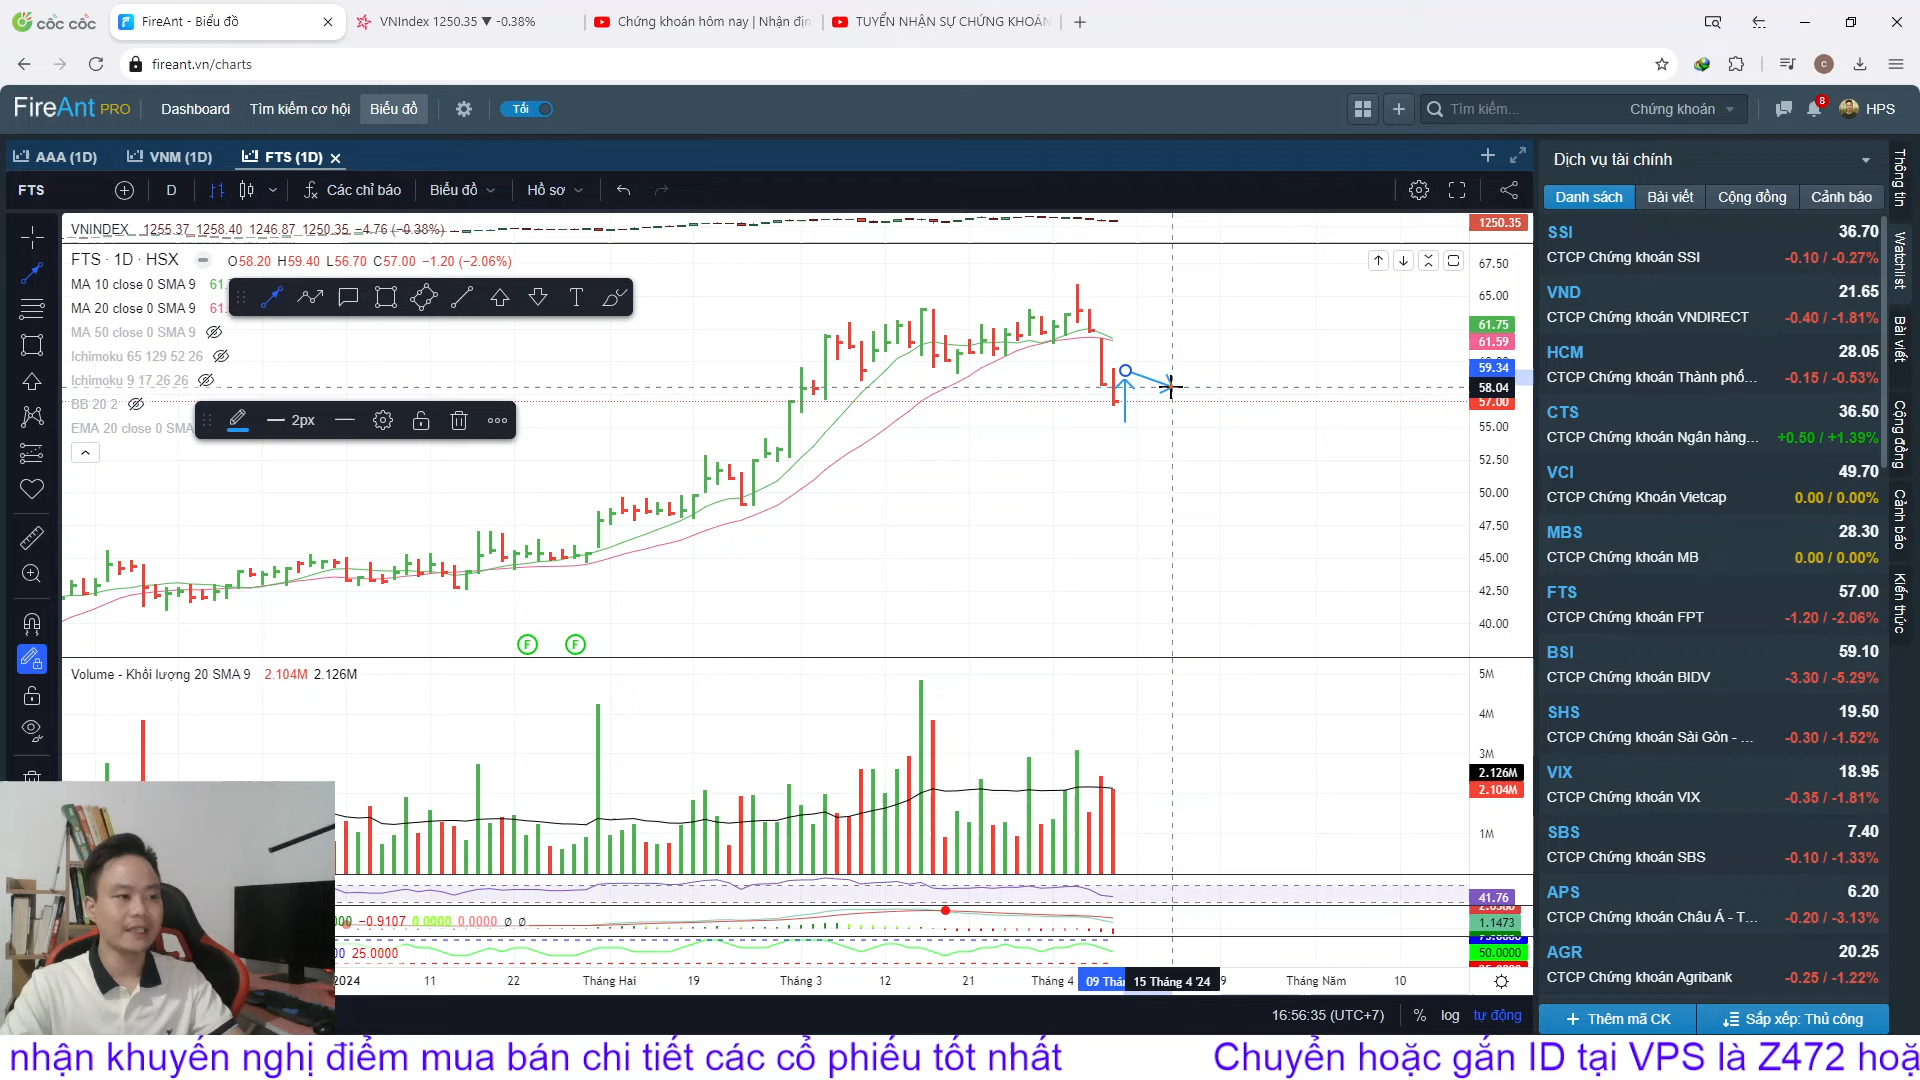 cốc cốc
FireAnt - Biểu đồ
VNIndex 1250.35 ▼ -0.38%
Chứng khoán hôm nay | Nhận địn
TUYỂN NHẬN SỰ CHỨNG KHOÁN
fireant.vn/charts
FireAnt PRO
Dashboard
Tìm kiếm cơ hội
Biểu đồ
Tối
Tìm kiếm...
Chứng khoán
8
HPS
AAA (1D)
VNM (1D)
FTS (1D)
FTS
D
Các chỉ báo
Biểu đồ
Hồ sơ
VNINDEX 1255.37 1258.40 1246.87 1250.35 −4.76 (−0.38%)
1250.35
FTS · 1D · HSX
O58.20 H59.40 L56.70 C57.00 −1.20 (−2.06%)
MA 10 close 0 SMA 9 61.
MA 20 close 0 SMA 9 61.
MA 50 close 0 SMA 9
Ichimoku 65 129 52 26
Ichimoku 9 17 26 26
BB 20 2
EMA 20 close 0 SMA
T
2px
67.50
65.00
61.75
61.59
59.34
58.04
57.00
55.00
52.50
50.00
47.50
45.00
42.50
40.00
F
F
Volume - Khối lượng 20 SMA 9 2.104M 2.126M
5M
4M
3M
2.126M
2.104M
1M
41.76
−0.9107 0.0000 0.0000 ø ø
1.1473
25.0000
50.0000
2024
11
22
Tháng Hai
19
Tháng 3
12
21
Tháng 4
09 Thá
15 Tháng 4 '24
9
Tháng Năm
10
16:56:35 (UTC+7)
%
log
tự động
Dịch vụ tài chính
Danh sách
Bài viết
Cộng đồng
Cảnh báo
SSI 36.70
CTCP Chứng khoán SSI -0.10 / -0.27%
VND 21.65
CTCP Chứng khoán VNDIRECT -0.40 / -1.81%
HCM 28.05
CTCP Chứng khoán Thành phố... -0.15 / -0.53%
CTS 36.50
CTCP Chứng khoán Ngân hàng... +0.50 / +1.39%
VCI 49.70
CTCP Chứng Khoán Vietcap 0.00 / 0.00%
MBS 28.30
CTCP Chứng khoán MB 0.00 / 0.00%
FTS 57.00
CTCP Chứng khoán FPT -1.20 / -2.06%
BSI 59.10
CTCP Chứng khoán BIDV -3.30 / -5.29%
SHS 19.50
CTCP Chứng khoán Sài Gòn - ... -0.30 / -1.52%
VIX 18.95
CTCP Chứng khoán VIX -0.35 / -1.81%
SBS 7.40
CTCP Chứng khoán SBS -0.10 / -1.33%
APS 6.20
CTCP Chứng khoán Châu Á - T... -0.20 / -3.13%
AGR 20.25
CTCP Chứng khoán Agribank -0.25 / -1.22%
Thêm mã CK
Sắp xếp: Thủ công
Thông tin
Watchlist
Bài viết
Cộng đồng
Cảnh báo
Kiến thức
nhận khuyến nghị điểm mua bán chi tiết các cổ phiếu tốt nhất Chuyển hoặc gắn ID tại VPS là Z472 hoặ